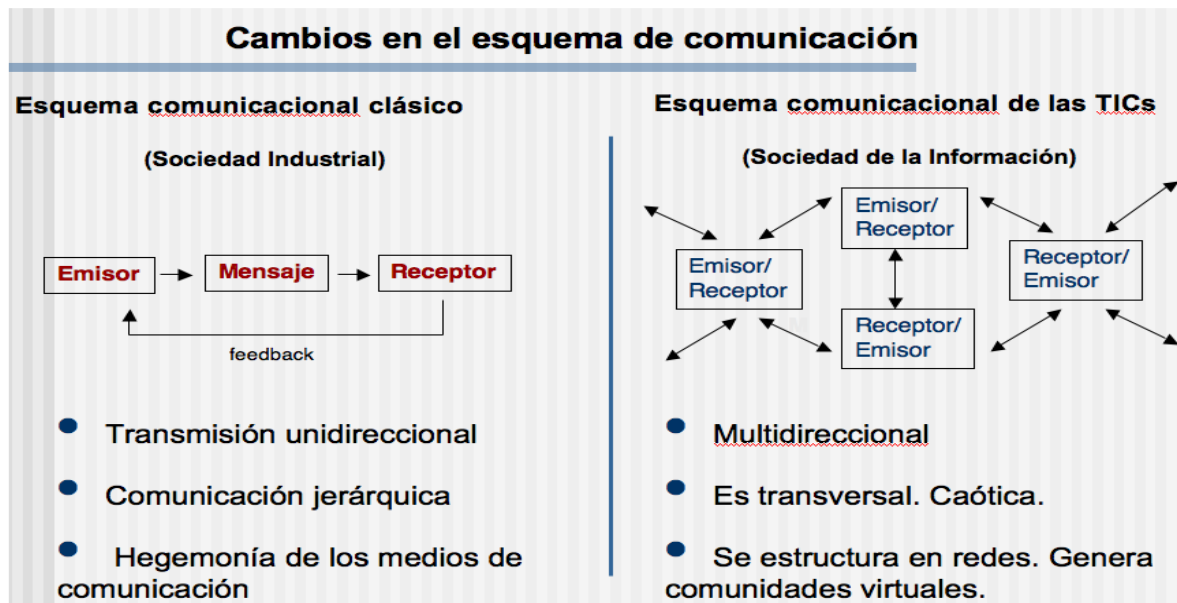 Cambios en el esquema de comunicación
Esquema comunicacional clásico
(Sociedad Industrial)
Emisor
Mensaje
Receptor
feedback
Transmisión unidireccional
Comunicación jerárquica
Hegemonía de los medios de
comunicación
Esquema comunicacional de las TICs
(Sociedad de la Información)
Emisor/
Receptor
Emisor/
Receptor
Receptor/
Emisor
Receptor/
Emisor
Multidireccional
Es transversal. Caótica.
Se estructura en redes. Genera
comunidades virtuales.